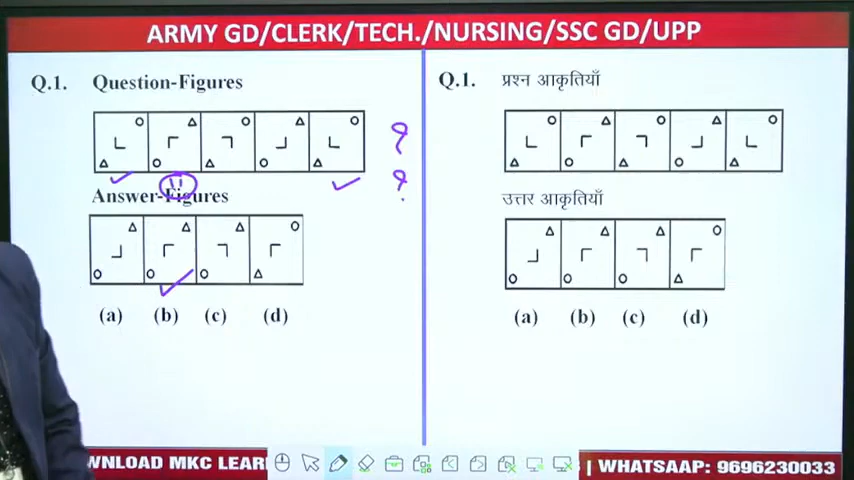 ARMY GD/CLERK/TECH./NURSING/SSC GD/UPP
Q.1. Question-Figures
?
?
Answer-Figures
(a) (b) (c) (d)
Q.1. प्रश्न आकृतियाँ
उत्तर आकृतियाँ
(a) (b) (c) (d)
WNLOAD MKC LEAR
| WHATSAAP: 9696230033